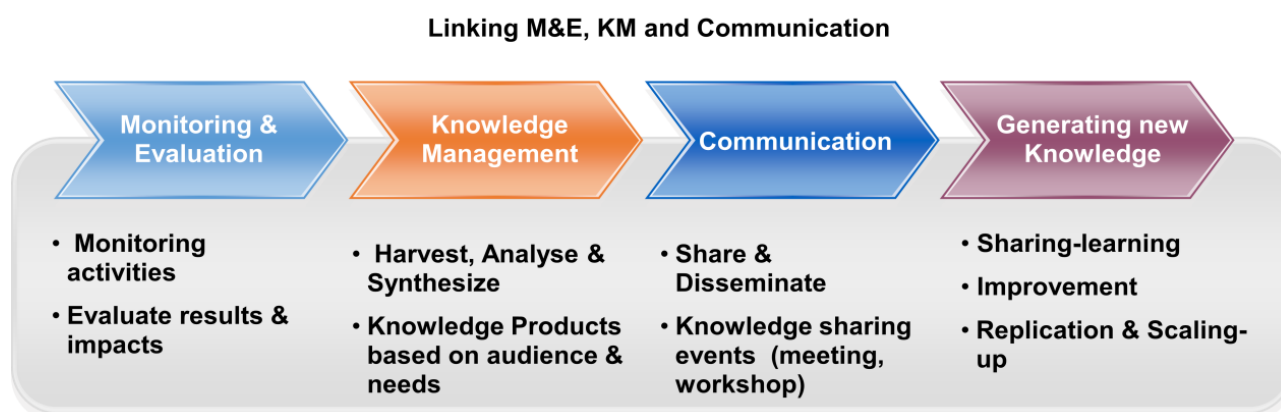 Linking M&E, KM and Communication
Monitoring &
Evaluation
Knowledge
Management
Communication
Generating new
Knowledge
• Monitoring
activities
• Evaluate results &
impacts
• Harvest, Analyse &
Synthesize
• Knowledge Products
based on audience &
needs
• Share &
Disseminate
• Knowledge sharing
events (meeting,
workshop)
• Sharing-learning
• Improvement
• Replication & Scaling-
up